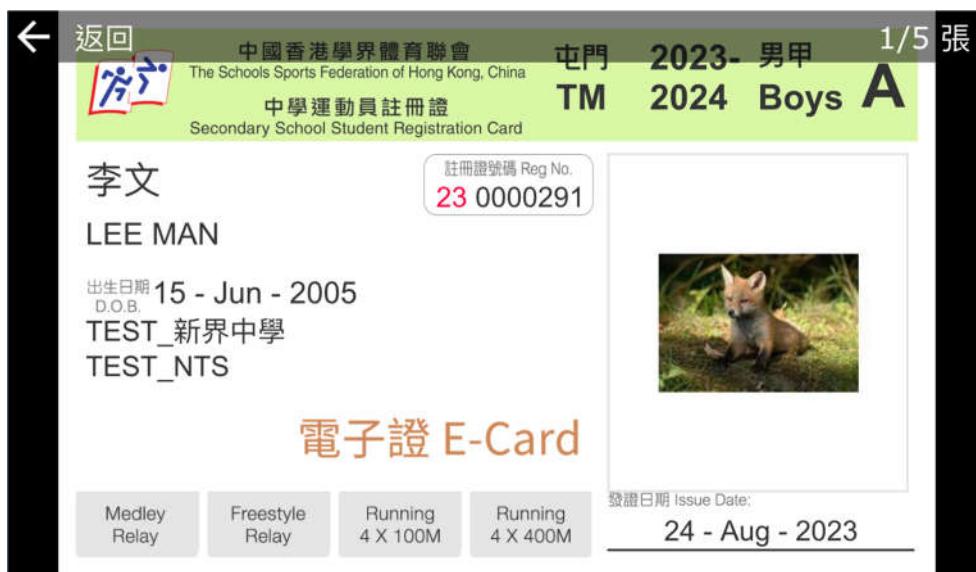 返回
1/5 張
中國香港學界體育聯會
The Schools Sports Federation of Hong Kong, China
中學運動員註冊證
Secondary School Student Registration Card
屯門
TM
2023-
2024
男甲
Boys
A
李文
LEE MAN
註冊證號碼 Reg No.
23 0000291
出生日期
D.O.B.
15 - Jun - 2005
TEST_新界中學
TEST_NTS
電子證 E-Card
Medley
Relay
Freestyle
Relay
Running
4 X 100M
Running
4 X 400M
發證日期 Issue Date:
24 - Aug - 2023